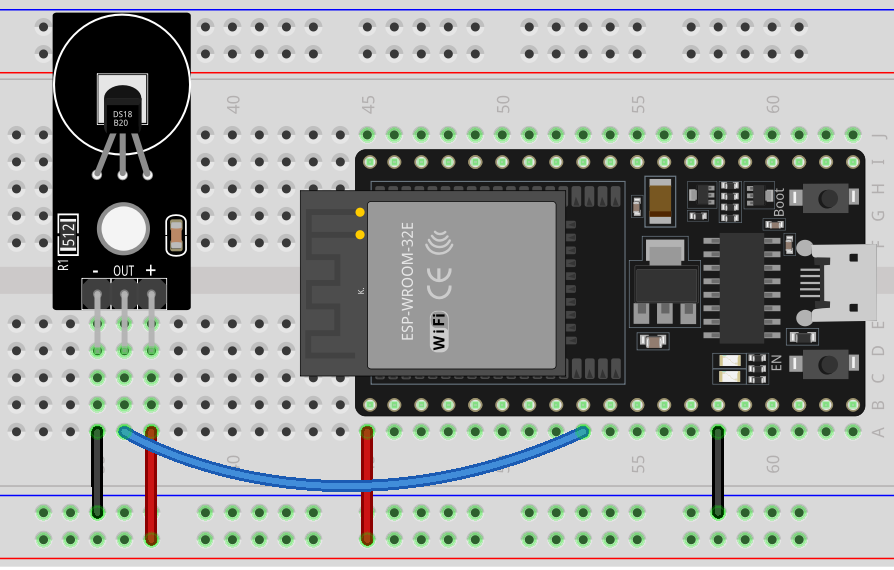 DS18
B20
R1
512
- OUT +
40
45
50
55
60
J
I
H
G
F
ESP-WROOM-32E
CE
WiFi
K.
Boot
EN
E
D
C
B
A
50
55
60